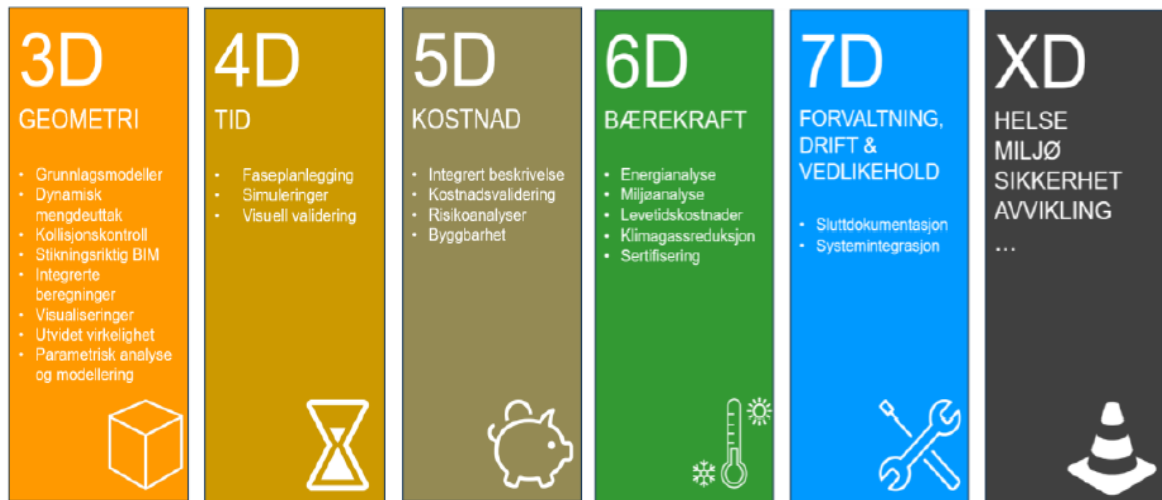 3D
GEOMETRI
• Grunnlagsmodeller
• Dynamisk
mengdeuttak
• Kollisjonskontroll
• Stikningsriktig BIM
• Integrerte
beregninger
• Visualiseringer
• Utvidet virkelighet
• Parametrisk analyse
og modellering
4D
TID
• Faseplanlegging
• Simuleringer
• Visuell validering
5D
KOSTNAD
• Integrert beskrivelse
• Kostnadsvalidering
• Risikoanalyser
• Byggbarhet
6D
BÆREKRAFT
• Energianalyse
• Miljøanalyse
• Levetidskostnader
• Klimagassreduksjon
• Sertifisering
7D
FORVALTNING,
DRIFT &
VEDLIKEHOLD
• Sluttdokumentasjon
• Systemintegrasjon
XD
HELSE
MILJØ
SIKKERHET
AVVIKLING
...